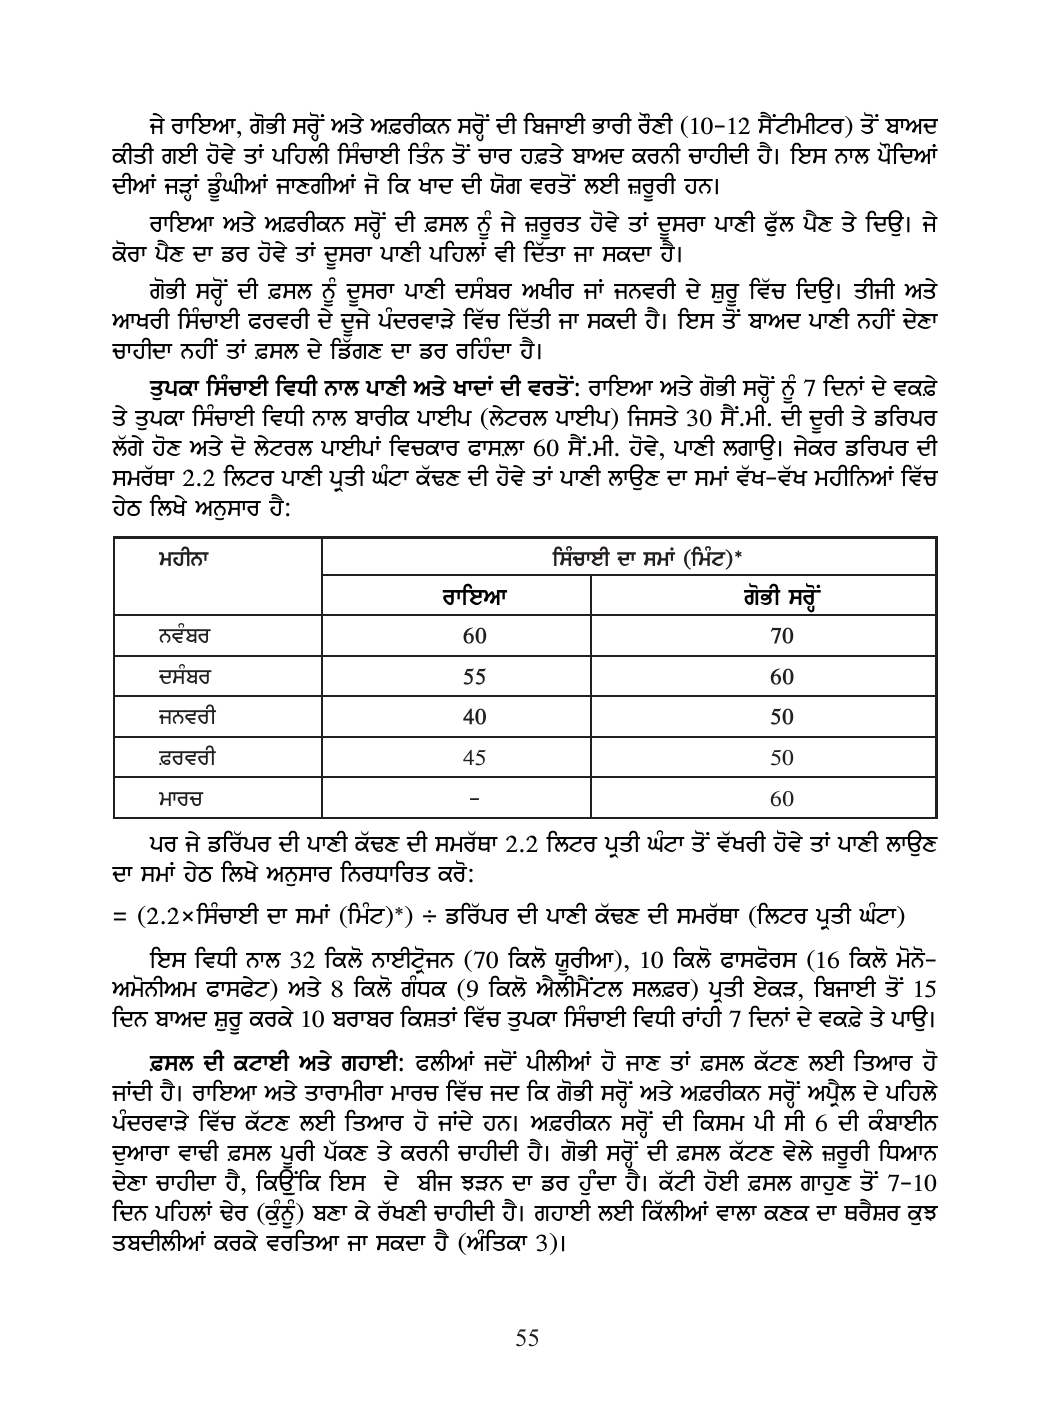 ਜੇ ਰਾਇਆ, ਗੋਭੀ ਸਰ੍ਹੋਂ ਅਤੇ ਅਫ਼ਰੀਕਨ ਸਰ੍ਹੋਂ ਦੀ ਬਿਜਾਈ ਭਾਰੀ ਰੌਣੀ (10-12 ਸੈਂਟੀਮੀਟਰ) ਤੋਂ ਬਾਅਦ
ਕੀਤੀ ਗਈ ਹੋਵੇ ਤਾਂ ਪਹਿਲੀ ਸਿੰਚਾਈ ਤਿੰਨ ਤੋਂ ਚਾਰ ਹਫ਼ਤੇ ਬਾਅਦ ਕਰਨੀ ਚਾਹੀਦੀ ਹੈ। ਇਸ ਨਾਲ ਪੌਦਿਆਂ
ਦੀਆਂ ਜੜ੍ਹਾਂ ਡੂੰਘੀਆਂ ਜਾਣਗੀਆਂ ਜੋ ਕਿ ਖਾਦ ਦੀ ਯੋਗ ਵਰਤੋਂ ਲਈ ਜ਼ਰੂਰੀ ਹਨ।
ਰਾਇਆ ਅਤੇ ਅਫ਼ਰੀਕਨ ਸਰ੍ਹੋਂ ਦੀ ਫ਼ਸਲ ਨੂੰ ਜੇ ਜ਼ਰੂਰਤ ਹੋਵੇ ਤਾਂ ਦੂਸਰਾ ਪਾਣੀ ਫੁੱਲ ਪੈਣ ਤੇ ਦਿਉ। ਜੇ
ਕੋਰਾ ਪੈਣ ਦਾ ਡਰ ਹੋਵੇ ਤਾਂ ਦੂਸਰਾ ਪਾਣੀ ਪਹਿਲਾਂ ਵੀ ਦਿੱਤਾ ਜਾ ਸਕਦਾ ਹੈ।
ਗੋਭੀ ਸਰ੍ਹੋਂ ਦੀ ਫ਼ਸਲ ਨੂੰ ਦੂਸਰਾ ਪਾਣੀ ਦਸੰਬਰ ਅਖੀਰ ਜਾਂ ਜਨਵਰੀ ਦੇ ਸ਼ੁਰੂ ਵਿੱਚ ਦਿਉ। ਤੀਜੀ ਅਤੇ
ਆਖਰੀ ਸਿੰਚਾਈ ਫਰਵਰੀ ਦੇ ਦੂਜੇ ਪੰਦਰਵਾੜੇ ਵਿੱਚ ਦਿੱਤੀ ਜਾ ਸਕਦੀ ਹੈ। ਇਸ ਤੋਂ ਬਾਅਦ ਪਾਣੀ ਨਹੀਂ ਦੇਣਾ
ਚਾਹੀਦਾ ਨਹੀਂ ਤਾਂ ਫ਼ਸਲ ਦੇ ਡਿੱਗਣ ਦਾ ਡਰ ਰਹਿੰਦਾ ਹੈ।
ਤੁਪਕਾ ਸਿੰਚਾਈ ਵਿਧੀ ਨਾਲ ਪਾਣੀ ਅਤੇ ਖਾਦਾਂ ਦੀ ਵਰਤੋਂ: ਰਾਇਆ ਅਤੇ ਗੋਭੀ ਸਰ੍ਹੋਂ ਨੂੰ 7 ਦਿਨਾਂ ਦੇ ਵਕਫ਼ੇ
ਤੇ ਤੁਪਕਾ ਸਿੰਚਾਈ ਵਿਧੀ ਨਾਲ ਬਾਰੀਕ ਪਾਈਪ (ਲੇਟਰਲ ਪਾਈਪ) ਜਿਸਤੇ 30 ਸੈਂ.ਮੀ. ਦੀ ਦੂਰੀ ਤੇ ਡਰਿਪਰ
ਲੱਗੇ ਹੋਣ ਅਤੇ ਦੋ ਲੇਟਰਲ ਪਾਈਪਾਂ ਵਿਚਕਾਰ ਫਾਸਲਾ 60 ਸੈਂ.ਮੀ. ਹੋਵੇ, ਪਾਣੀ ਲਗਾਉ। ਜੇਕਰ ਡਰਿਪਰ ਦੀ
ਸਮਰੱਥਾ 2.2 ਲਿਟਰ ਪਾਣੀ ਪ੍ਰਤੀ ਘੰਟਾ ਕੱਢਣ ਦੀ ਹੋਵੇ ਤਾਂ ਪਾਣੀ ਲਾਉਣ ਦਾ ਸਮਾਂ ਵੱਖ-ਵੱਖ ਮਹੀਨਿਆਂ ਵਿੱਚ
ਹੇਠ ਲਿਖੇ ਅਨੁਸਾਰ ਹੈ:
ਮਹੀਨਾ ਸਿੰਚਾਈ ਦਾ ਸਮਾਂ (ਮਿੰਟ)*
ਰਾਇਆ ਗੋਭੀ ਸਰ੍ਹੋਂ
ਨਵੰਬਰ 60 70
ਦਸੰਬਰ 55 60
ਜਨਵਰੀ 40 50
ਫ਼ਰਵਰੀ 45 50
ਮਾਰਚ - 60
ਪਰ ਜੇ ਡਰਿੱਪਰ ਦੀ ਪਾਣੀ ਕੱਢਣ ਦੀ ਸਮਰੱਥਾ 2.2 ਲਿਟਰ ਪ੍ਰਤੀ ਘੰਟਾ ਤੋਂ ਵੱਖਰੀ ਹੋਵੇ ਤਾਂ ਪਾਣੀ ਲਾਉਣ
ਦਾ ਸਮਾਂ ਹੇਠ ਲਿਖੇ ਅਨੁਸਾਰ ਨਿਰਧਾਰਿਤ ਕਰੋ:
= (2.2×ਸਿੰਚਾਈ ਦਾ ਸਮਾਂ (ਮਿੰਟ)*) ÷ ਡਰਿੱਪਰ ਦੀ ਪਾਣੀ ਕੱਢਣ ਦੀ ਸਮਰੱਥਾ (ਲਿਟਰ ਪ੍ਰਤੀ ਘੰਟਾ)
ਇਸ ਵਿਧੀ ਨਾਲ 32 ਕਿਲੋ ਨਾਈਟ੍ਰੋਜਨ (70 ਕਿਲੋ ਯੂਰੀਆ), 10 ਕਿਲੋ ਫਾਸਫੋਰਸ (16 ਕਿਲੋ ਮੋਨੋ-
ਅਮੋਨੀਅਮ ਫਾਸਫੇਟ) ਅਤੇ 8 ਕਿਲੋ ਗੰਧਕ (9 ਕਿਲੋ ਐਲੀਮੈਂਟਲ ਸਲਫ਼ਰ) ਪ੍ਰਤੀ ਏਕੜ, ਬਿਜਾਈ ਤੋਂ 15
ਦਿਨ ਬਾਅਦ ਸ਼ੁਰੂ ਕਰਕੇ 10 ਬਰਾਬਰ ਕਿਸ਼ਤਾਂ ਵਿੱਚ ਤੁਪਕਾ ਸਿੰਚਾਈ ਵਿਧੀ ਰਾਂਹੀ 7 ਦਿਨਾਂ ਦੇ ਵਕਫ਼ੇ ਤੇ ਪਾਉ।
ਫ਼ਸਲ ਦੀ ਕਟਾਈ ਅਤੇ ਗਹਾਈ: ਫਲੀਆਂ ਜਦੋਂ ਪੀਲੀਆਂ ਹੋ ਜਾਣ ਤਾਂ ਫ਼ਸਲ ਕੱਟਣ ਲਈ ਤਿਆਰ ਹੋ
ਜਾਂਦੀ ਹੈ। ਰਾਇਆ ਅਤੇ ਤਾਰਾਮੀਰਾ ਮਾਰਚ ਵਿੱਚ ਜਦ ਕਿ ਗੋਭੀ ਸਰ੍ਹੋਂ ਅਤੇ ਅਫ਼ਰੀਕਨ ਸਰ੍ਹੋਂ ਅਪ੍ਰੈਲ ਦੇ ਪਹਿਲੇ
ਪੰਦਰਵਾੜੇ ਵਿੱਚ ਕੱਟਣ ਲਈ ਤਿਆਰ ਹੋ ਜਾਂਦੇ ਹਨ। ਅਫ਼ਰੀਕਨ ਸਰ੍ਹੋਂ ਦੀ ਕਿਸਮ ਪੀ ਸੀ 6 ਦੀ ਕੰਬਾਈਨ
ਦੁਆਰਾ ਵਾਢੀ ਫ਼ਸਲ ਪੂਰੀ ਪੱਕਣ ਤੇ ਕਰਨੀ ਚਾਹੀਦੀ ਹੈ। ਗੋਭੀ ਸਰ੍ਹੋਂ ਦੀ ਫ਼ਸਲ ਕੱਟਣ ਵੇਲੇ ਜ਼ਰੂਰੀ ਧਿਆਨ
ਦੇਣਾ ਚਾਹੀਦਾ ਹੈ, ਕਿਉਂਕਿ ਇਸ ਦੇ ਬੀਜ ਝੜਨ ਦਾ ਡਰ ਹੁੰਦਾ ਹੈ। ਕੱਟੀ ਹੋਈ ਫ਼ਸਲ ਗਾਹੁਣ ਤੋਂ 7-10
ਦਿਨ ਪਹਿਲਾਂ ਢੇਰ (ਕੁੰਨੂੰ) ਬਣਾ ਕੇ ਰੱਖਣੀ ਚਾਹੀਦੀ ਹੈ। ਗਹਾਈ ਲਈ ਕਿੱਲੀਆਂ ਵਾਲਾ ਕਣਕ ਦਾ ਥਰੈਸ਼ਰ ਕੁਝ
ਤਬਦੀਲੀਆਂ ਕਰਕੇ ਵਰਤਿਆ ਜਾ ਸਕਦਾ ਹੈ (ਅੰਤਿਕਾ 3)।
55